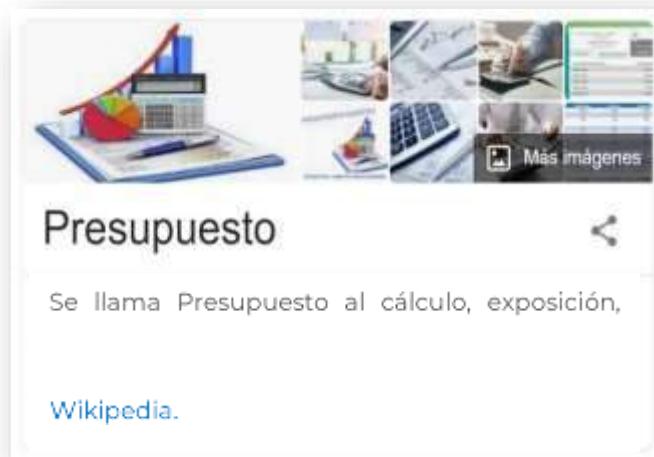 Más imágenes
Presupuesto
Se llama Presupuesto al cálculo, exposición,
Wikipedia.